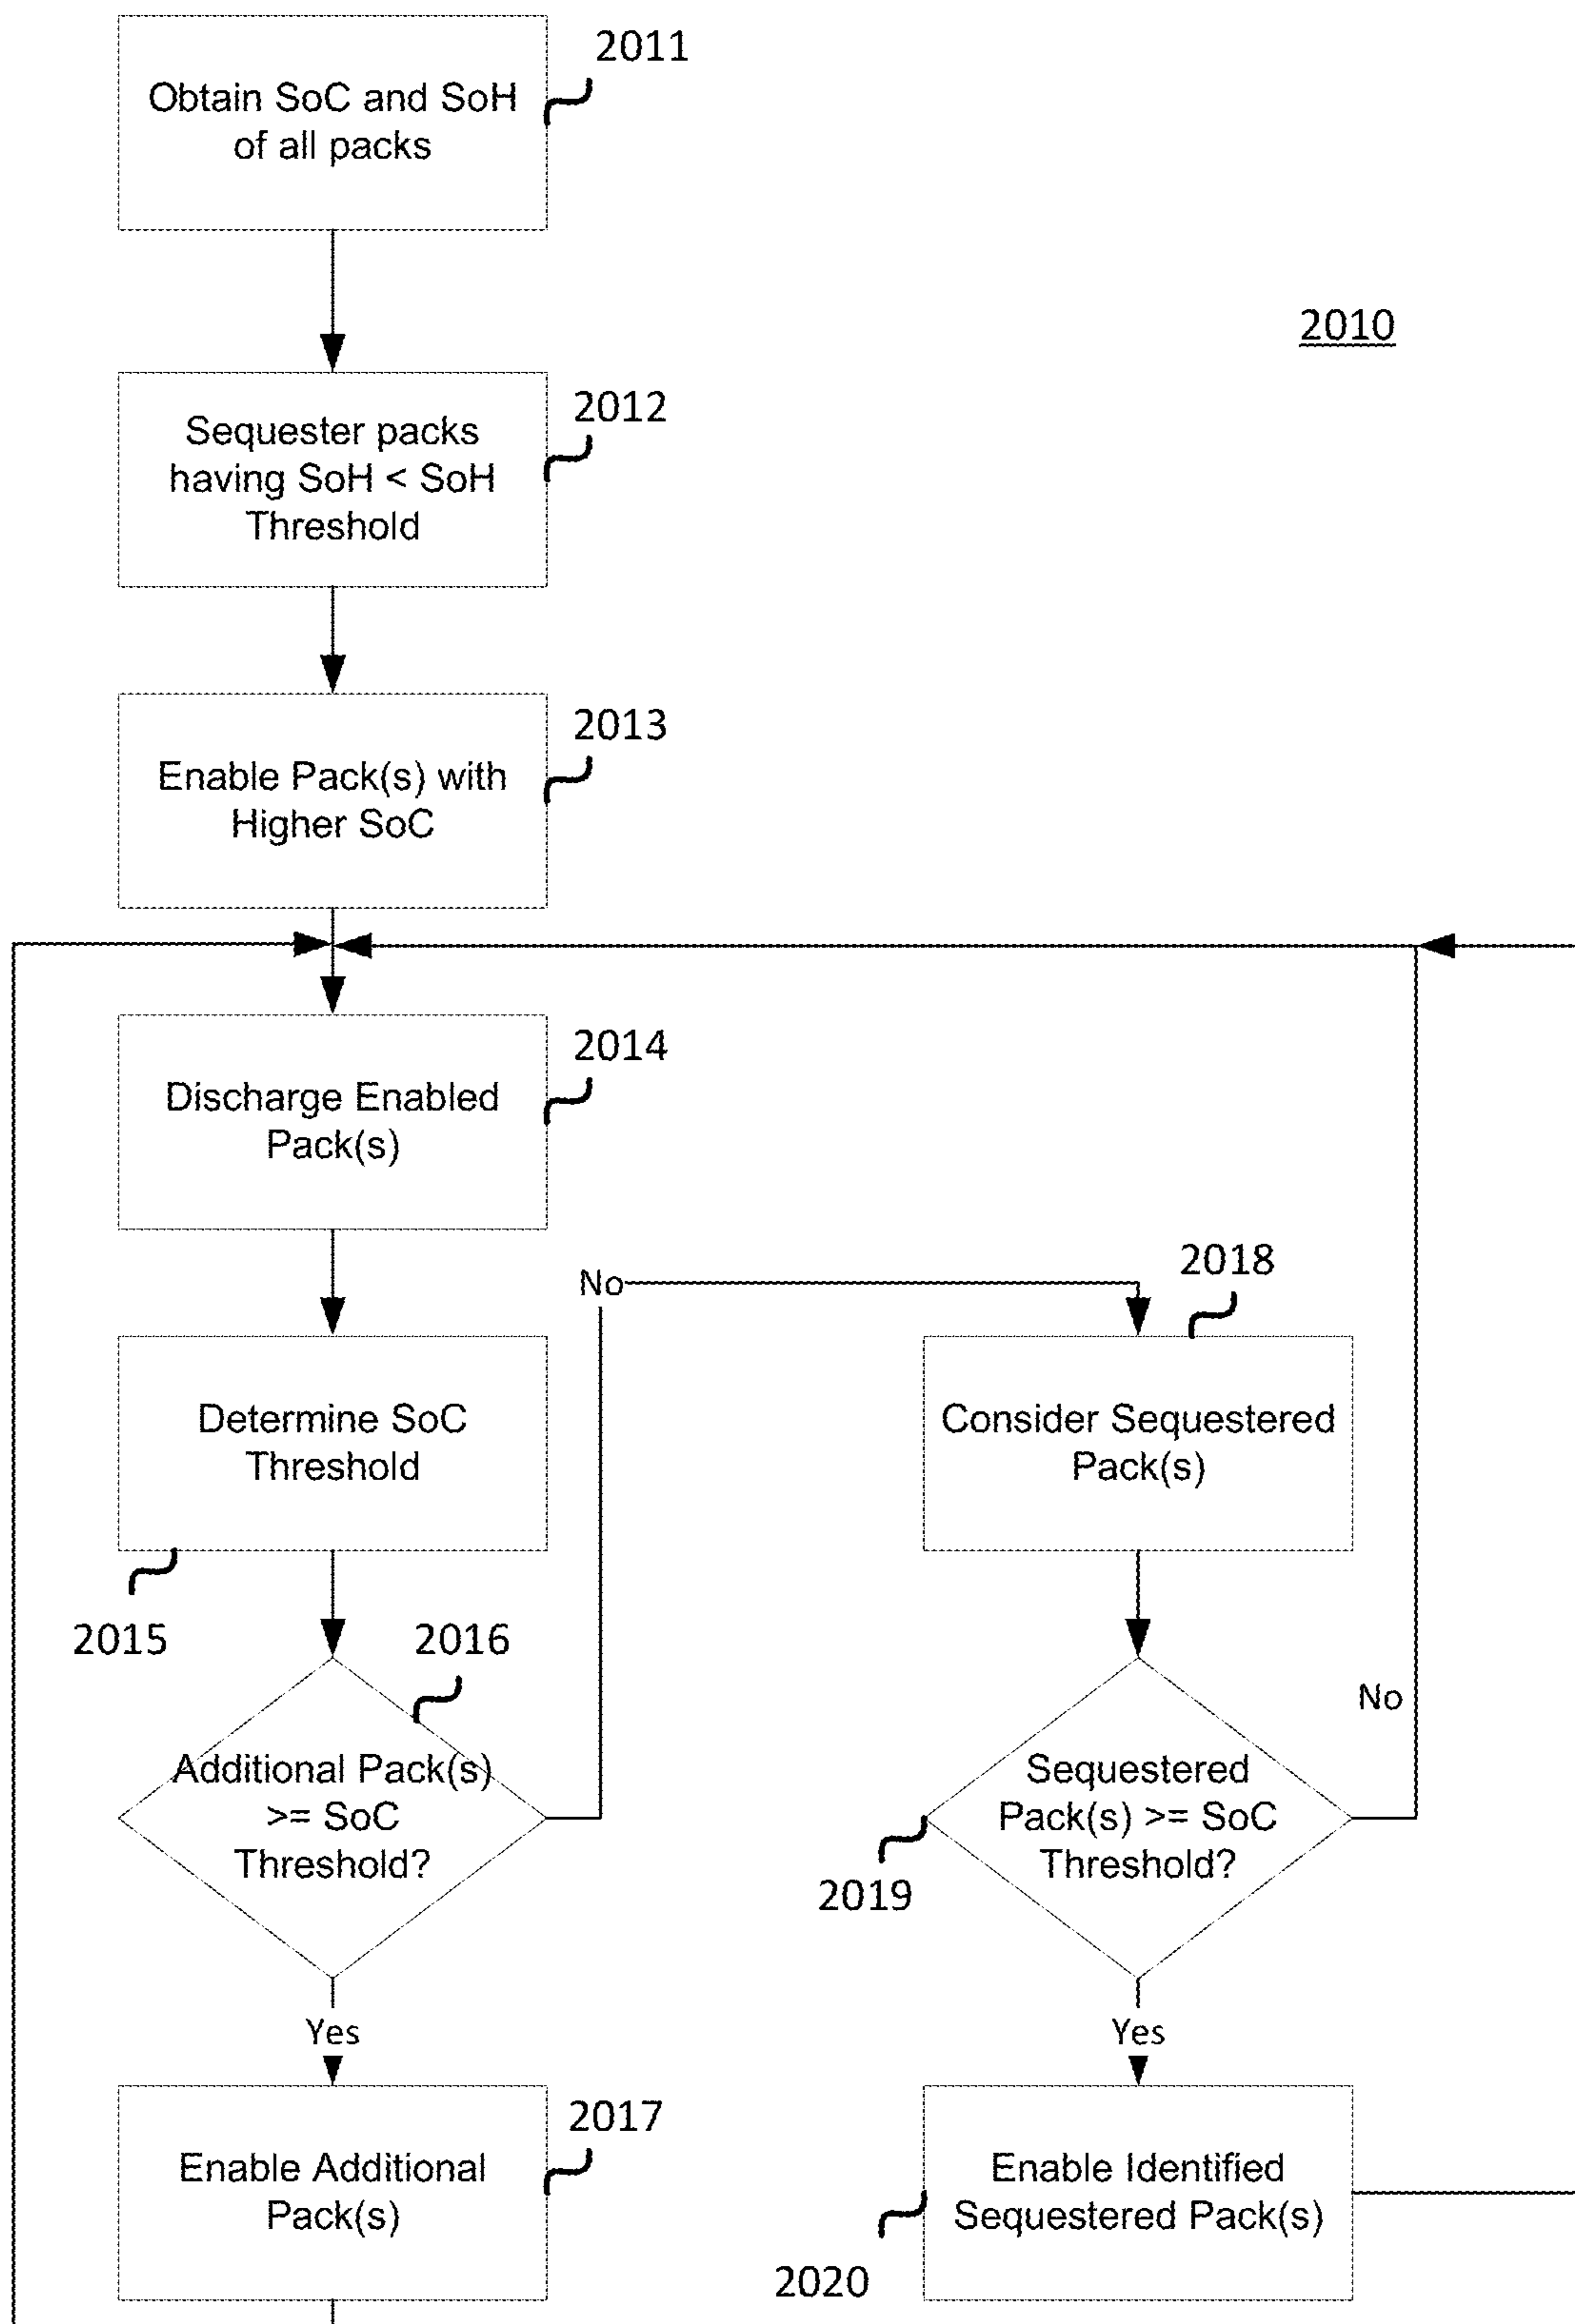 2011
Obtain SoC and SoH
of all packs
2010
2012
Sequester packs
having SoH < SoH
Threshold
2013
Enable Pack(s) with
Higher SoC
2014
Discharge Enabled
Pack(s)
No
2018
Determine SoC
Threshold
Consider Sequestered
Pack(s)
2015
2016
No
Additional Pack(s)
>= SoC
Threshold?
Sequestered
Pack(s) >= SoC
Threshold?
2019
Yes
Yes
2017
Enable Additional
Pack(s)
Enable Identified
Sequestered Pack(s)
2020